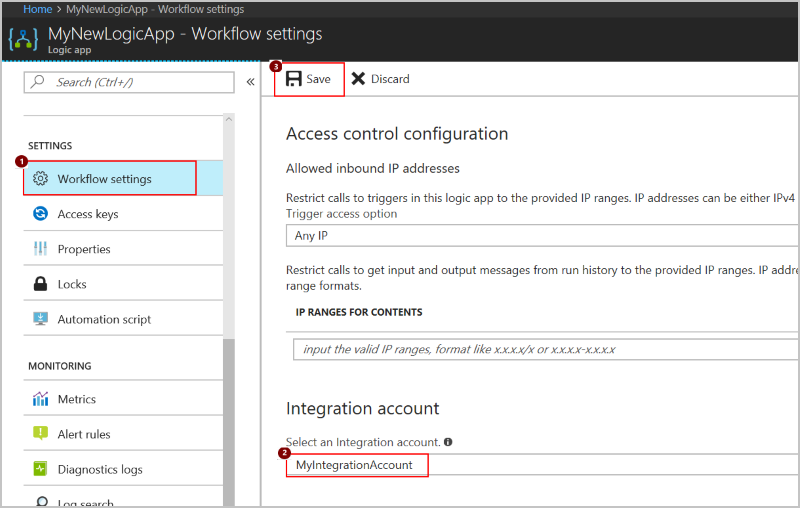 Home > MyNewLogicApp - Workflow settings
MyNewLogicApp - Workflow settings
Logic app
Search (Ctrl+/)
«
SETTINGS
1
Workflow settings
Access keys
Properties
Locks
Automation script
MONITORING
Metrics
Alert rules
Diagnostics logs
Log search
3
Save
Discard
Access control configuration
Allowed inbound IP addresses
Restrict calls to triggers in this logic app to the provided IP ranges. IP addresses can be either IPv4
Trigger access option
Any IP
Restrict calls to get input and output messages from run history to the provided IP ranges. IP addre
range formats.
IP RANGES FOR CONTENTS
input the valid IP ranges, format like x.x.x.x/x or x.x.x.x-x.x.x.x
Integration account
Select an Integration account.
2
MyIntegrationAccount